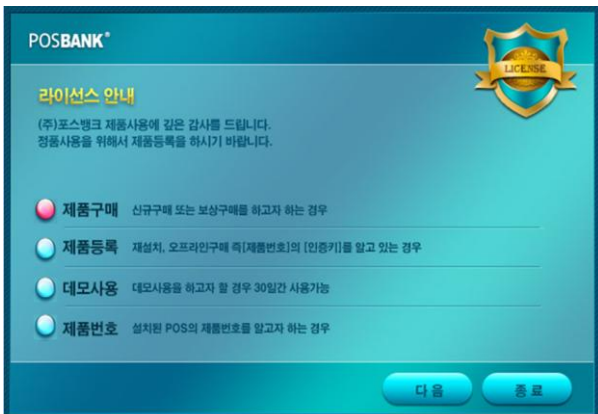 POSBANK®
LICENSE
라이선스 안내
(주)포스뱅크 제품사용에 깊은 감사를 드립니다.
정품사용을 위해서 제품등록을 하시기 바랍니다.
제품구매 신규구매 또는 보상구매를 하고자 하는 경우
제품등록 재설치, 오프라인구매 즉[제품번호]의 [인증키]를 알고 있는 경우
데모사용 데모사용을 하고자 할 경우 30일간 사용가능
제품번호 설치된 POS의 제품번호를 알고자 하는 경우
다음 종료